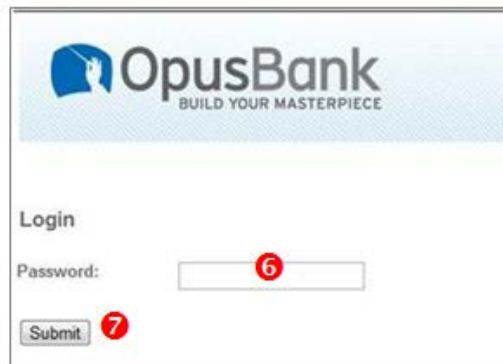 OpusBank
BUILD YOUR MASTERPIECE
Login
Password:
6
Submit 7